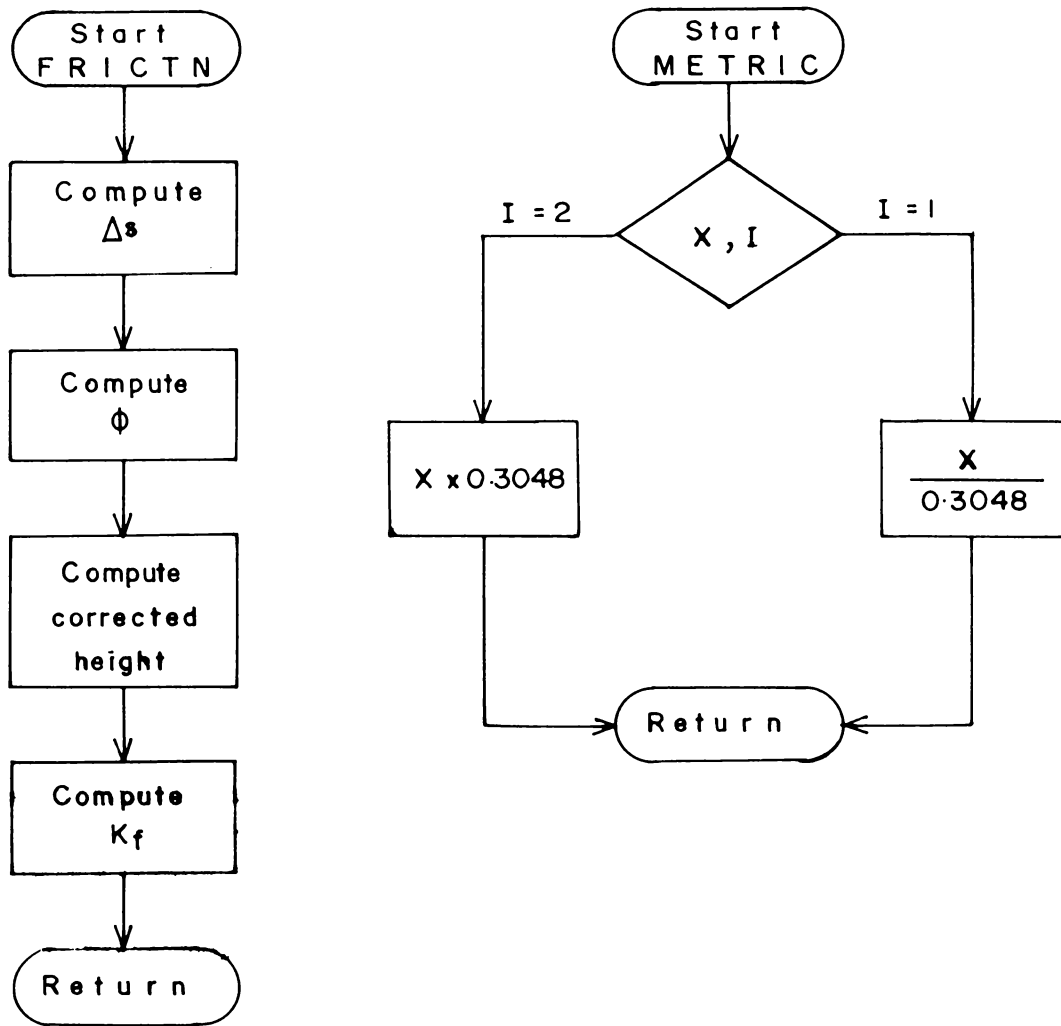 Start
FRICTN
Compute
Δs
Compute
ϕ
Compute
corrected
height
Compute
Kf
Return
Start
METRIC
I = 2
I = 1
X , I
X x 0.3048
X
0.3048
Return